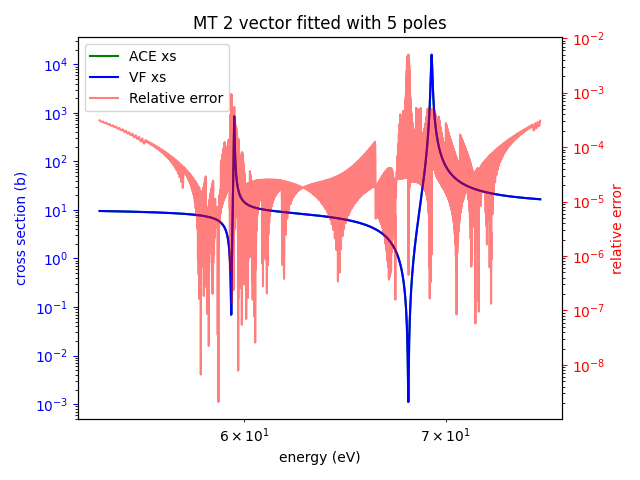 MT 2 vector fitted with 5 poles
ACE xs
VF xs
Relative error
10⁴
10³
10²
10¹
10⁰
10⁻¹
10⁻²
10⁻³
cross section (b)
10⁻²
10⁻³
10⁻⁴
10⁻⁵
10⁻⁶
10⁻⁷
10⁻⁸
relative error
6 × 10¹
7 × 10¹
energy (eV)